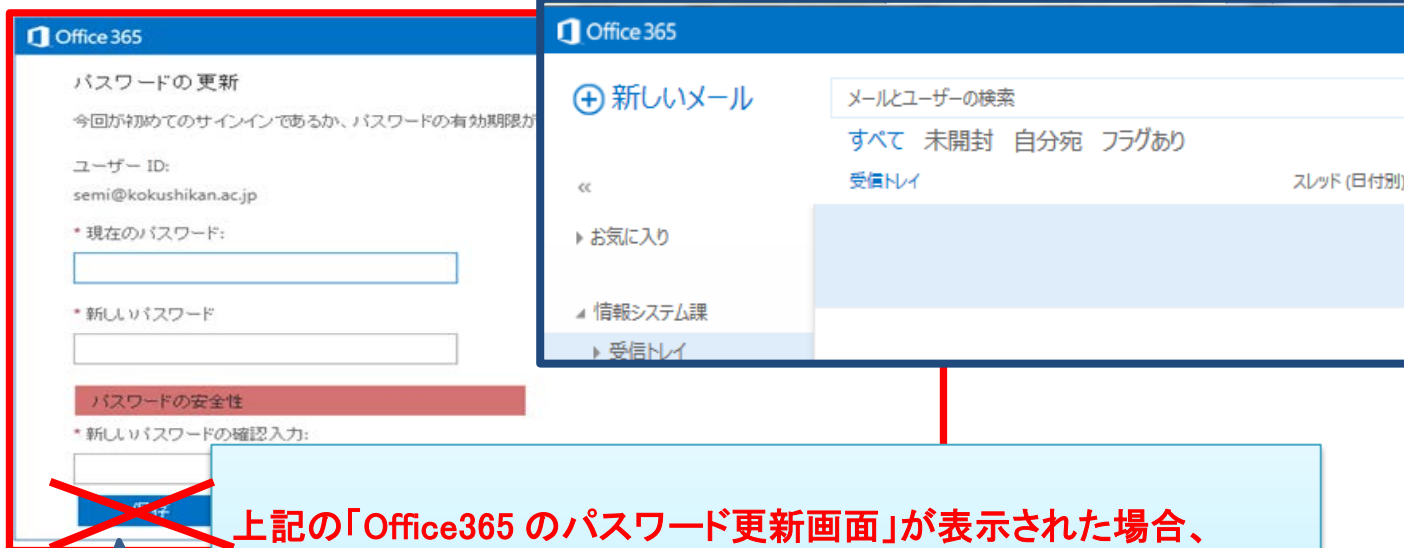 Office 365
パスワードの更新
今回が初めてのサインインであるか、パスワードの有効期限が
ユーザー ID:
semi@kokushikan.ac.jp
* 現在のパスワード:
* 新しいパスワード
パスワードの安全性
* 新しいパスワードの確認入力:
保存
Office 365
新しいメール
メールとユーザーの検索
すべて 未開封 自分宛 フラグあり
受信トレイ スレッド (日付別)
«
お気に入り
情報システム課
受信トレイ
上記の「Office365 のパスワード更新画面」が表示された場合、